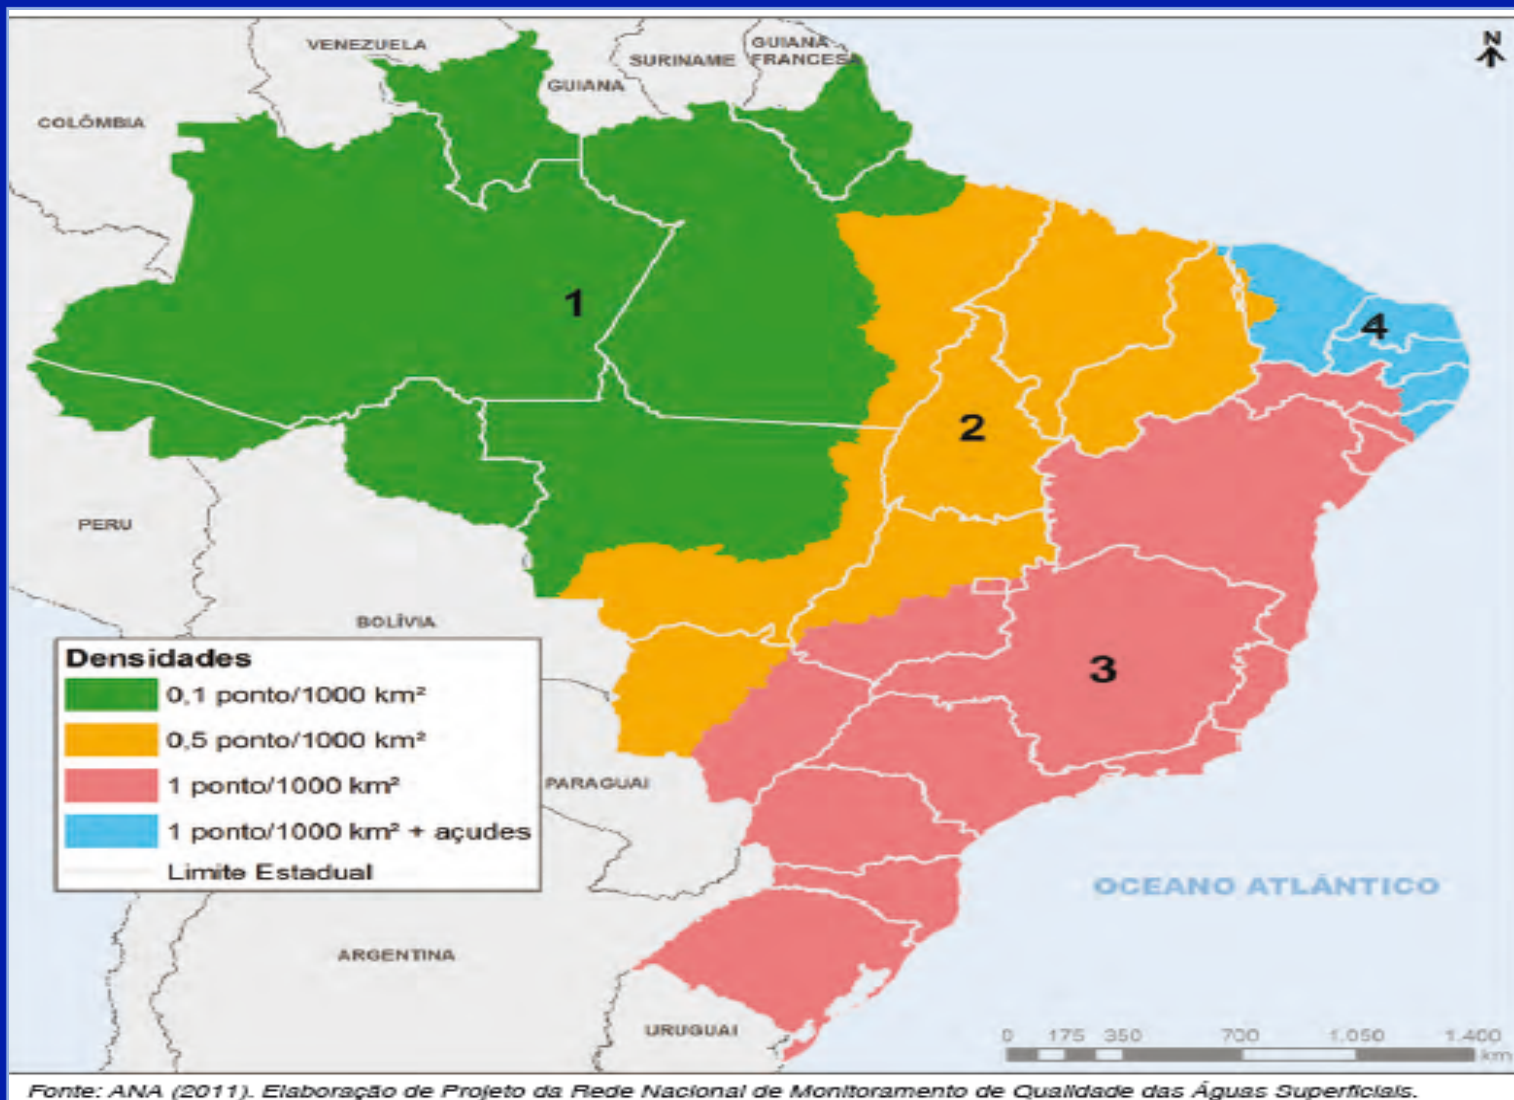 VENEZUELA
GUIANA
FRANCESA
SURINAME
GUIANA
COLÔMBIA
N
1
4
2
PERU
BOLÍVIA
3
Densidades
0,1 ponto/1000 km²
0,5 ponto/1000 km²
1 ponto/1000 km²
1 ponto/1000 km² + açudes
Limite Estadual
PARAGUAI
OCEANO ATLÂNTICO
ARGENTINA
URUGUAI
0 175 350 700 1.050 1.400
km
Fonte: ANA (2011). Elaboração de Projeto da Rede Nacional de Monitoramento de Qualidade das Águas Superficiais.